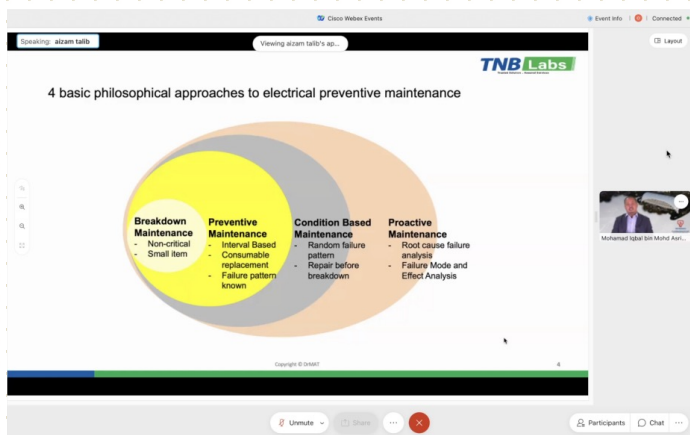 Cisco Webex Events
Event Info
Connected
Speaking: aizam talib
Viewing aizam talib's ap...
Layout
TNB Labs
4 basic philosophical approaches to electrical preventive maintenance
Breakdown
Maintenance
- Non-critical
- Small item
Preventive
Maintenance
- Interval Based
- Consumable
replacement
- Failure pattern
known
Condition Based
Maintenance
- Random failure
pattern
- Repair before
breakdown
Proactive
Maintenance
- Root cause failure
analysis
- Failure Mode and
Effect Analysis
Mohamad Iqbal bin Mohd Asri...
4
Unmute
Share
Participants
Chat